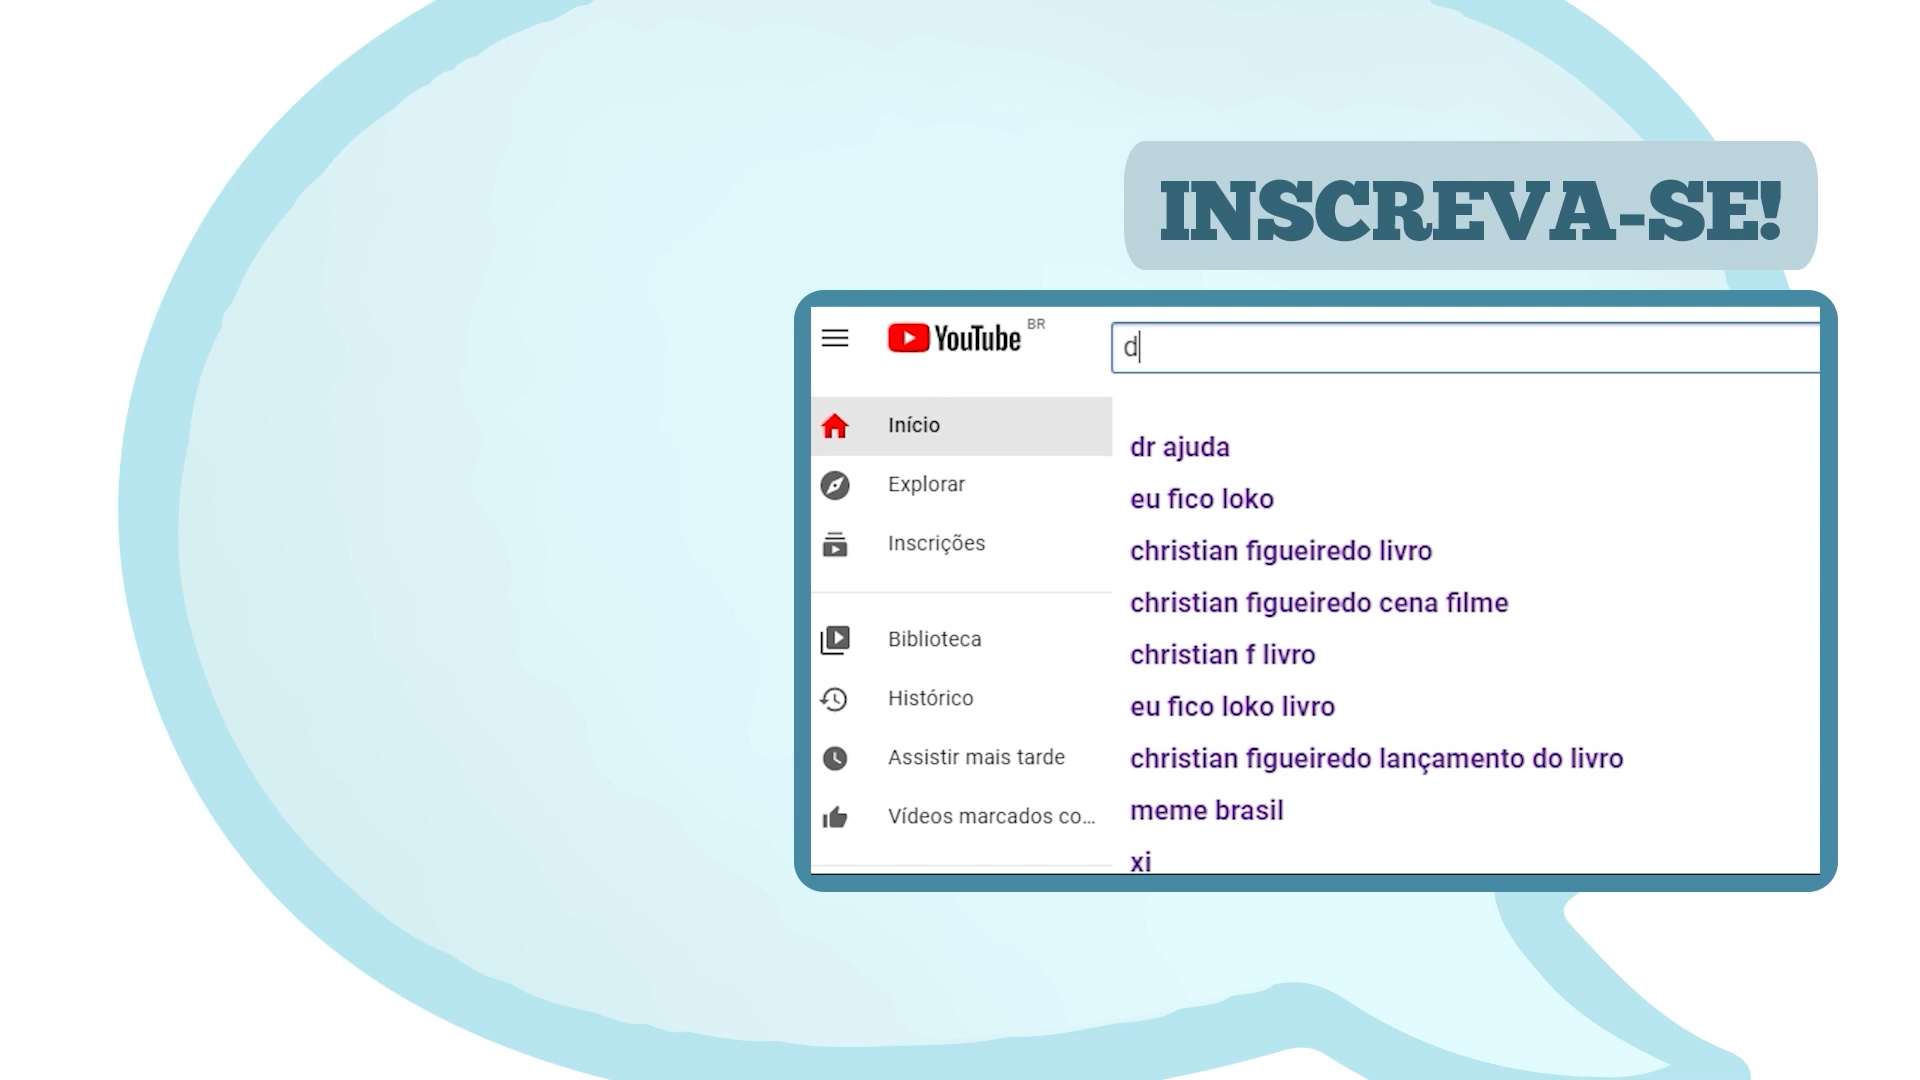 INSCREVA-SE!
YouTube BR
d
Início
Explorar
Inscrições
Biblioteca
Histórico
Assistir mais tarde
Vídeos marcados co...
dr ajuda
eu fico loko
christian figueiredo livro
christian figueiredo cena filme
christian f livro
eu fico loko livro
christian figueiredo lançamento do livro
meme brasil
xi